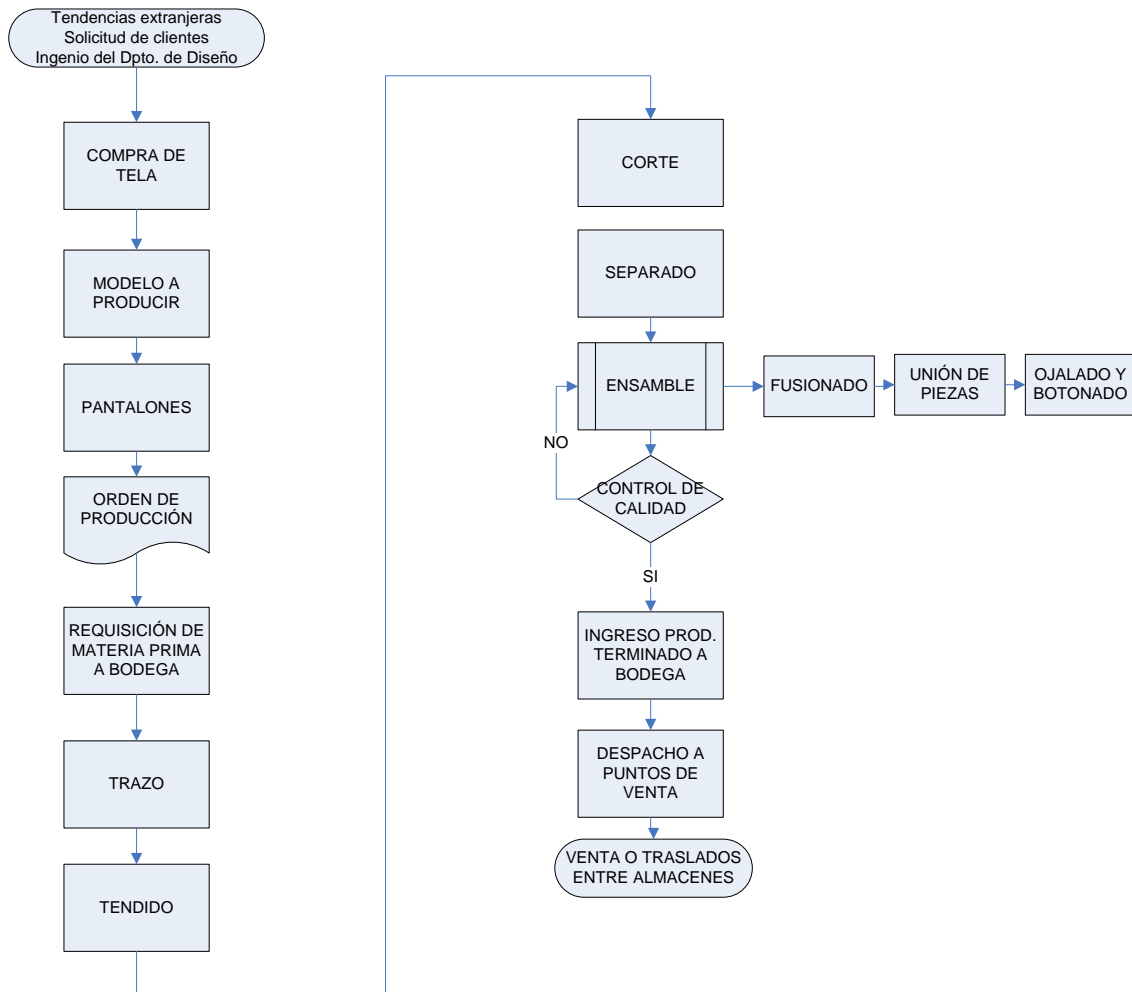 Tendencias extranjeras
Solicitud de clientes
Ingenio del Dpto. de Diseño
COMPRA DE
TELA
MODELO A
PRODUCIR
PANTALONES
ORDEN DE
PRODUCCIÓN
REQUISICIÓN DE
MATERIA PRIMA
A BODEGA
TRAZO
TENDIDO
CORTE
SEPARADO
ENSAMBLE
FUSIONADO
UNIÓN DE
PIEZAS
OJALADO Y
BOTONADO
NO
CONTROL DE
CALIDAD
SI
INGRESO PROD.
TERMINADO A
BODEGA
DESPACHO A
PUNTOS DE
VENTA
VENTA O TRASLADOS
ENTRE ALMACENES